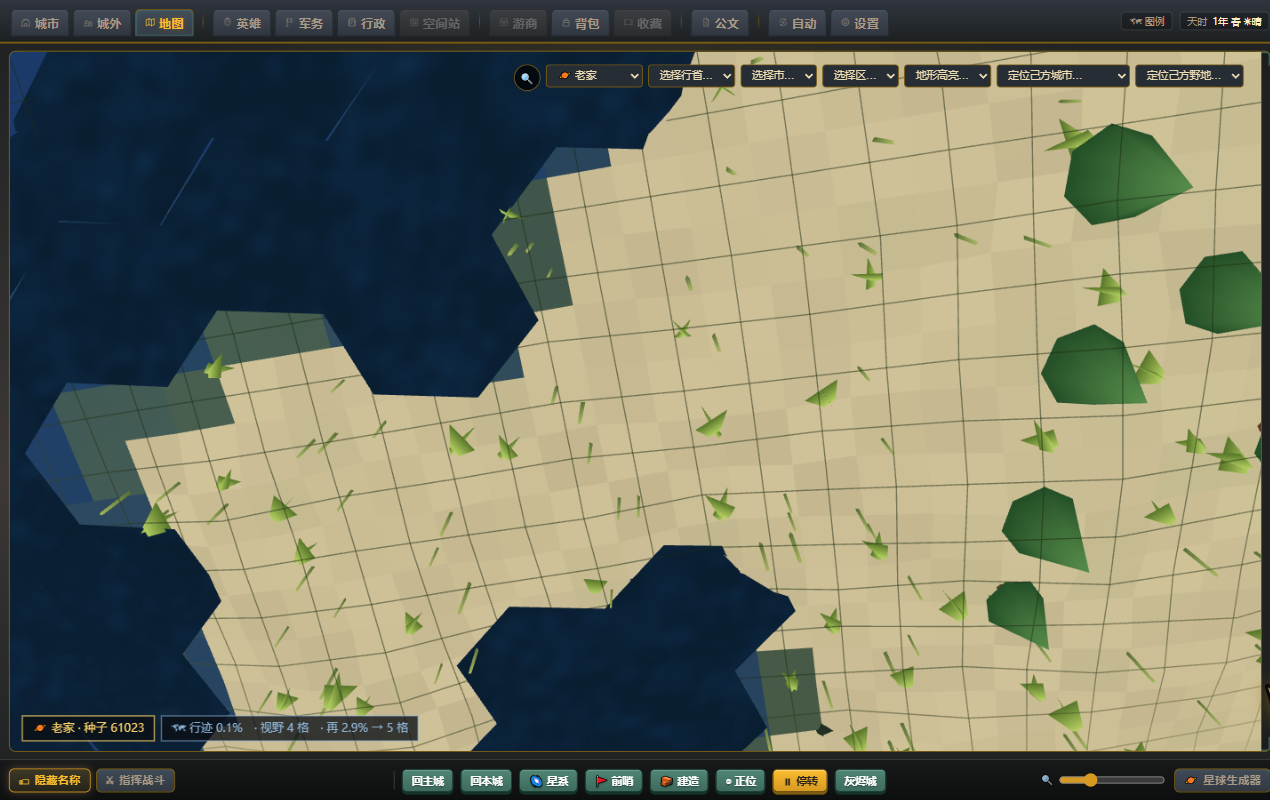 城市 城外 地图 英雄 军务 行政 空间站 游商 背包 收藏 公文 自动 设置 图例 天时 1年 春 晴
老家 选择行首... 选择市... 选择区... 地形高亮... 定位己方城市... 定位己方野地...
老家 · 种子 61023 行迹 0.1% · 视野 4 格 · 再 2.9% → 5 格
隐藏名称 指挥战斗 回主城 回本城 星系 前哨 建造 正位 停转 友烬城 星球生成器